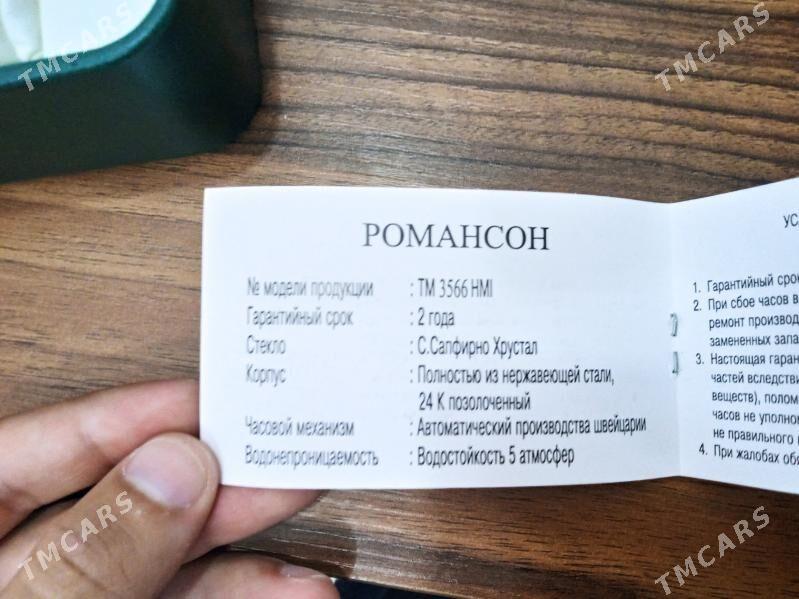 TMCARS
TMCARS
РОМАНСОН
№ модели продукции : TM 3566 HMI
Гарантийный срок : 2 года
Стекло : С.Сапфирно Хрустал
Корпус : Полностью из нержавеющей стали,
24 К позолоченный
Часовой механизм : Автоматический производства швейцарии
Водонепроницаемость : Водостойкость 5 атмосфер
1. Гарантийный срок
2. При сбое часов в
ремонт производ
замененных запа
3. Настоящая гаран
частей вследстви
веществ), полом
часов не уполном
не правильного
4. При жалобах обя
TMCARS
TMCARS